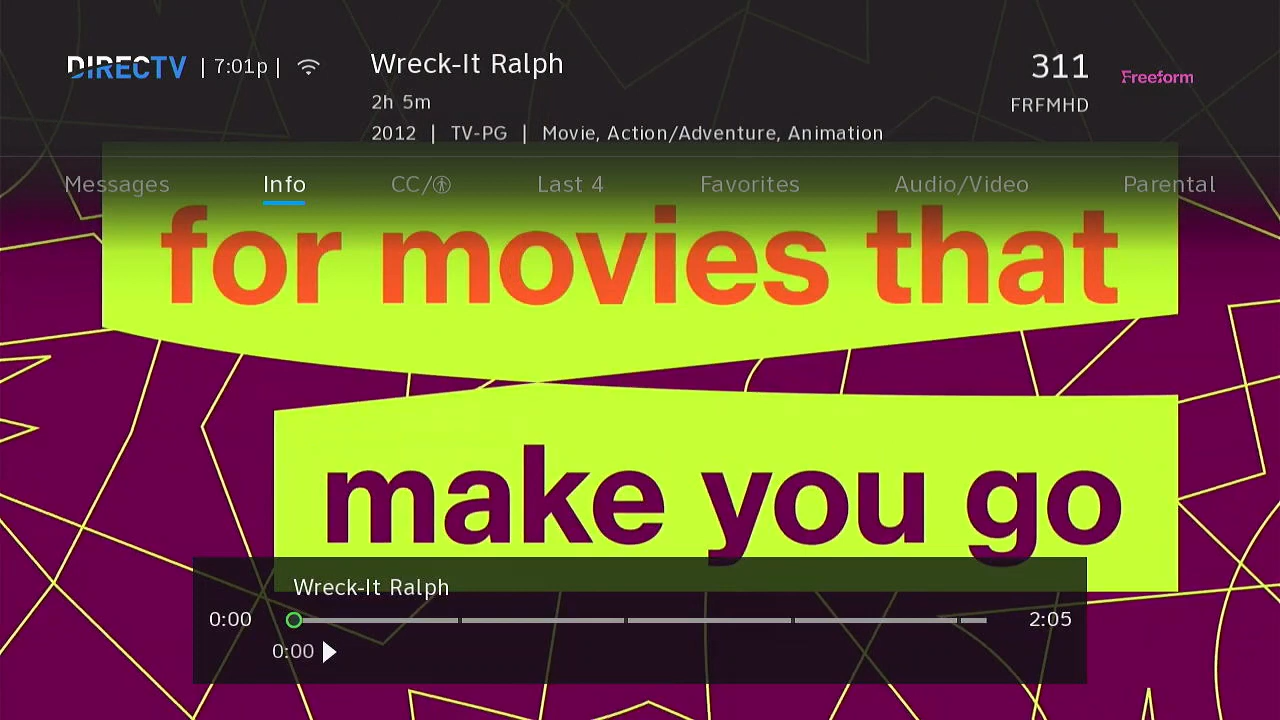 DIRECTV | 7:01p |
Wreck-It Ralph
2h 5m
2012 | TV-PG | Movie, Action/Adventure, Animation
311
FRFMHD
Freeform
Messages Info CC/ Last 4 Favorites Audio/Video Parental
for movies that
make you go
Wreck-It Ralph
0:00 2:05
0:00